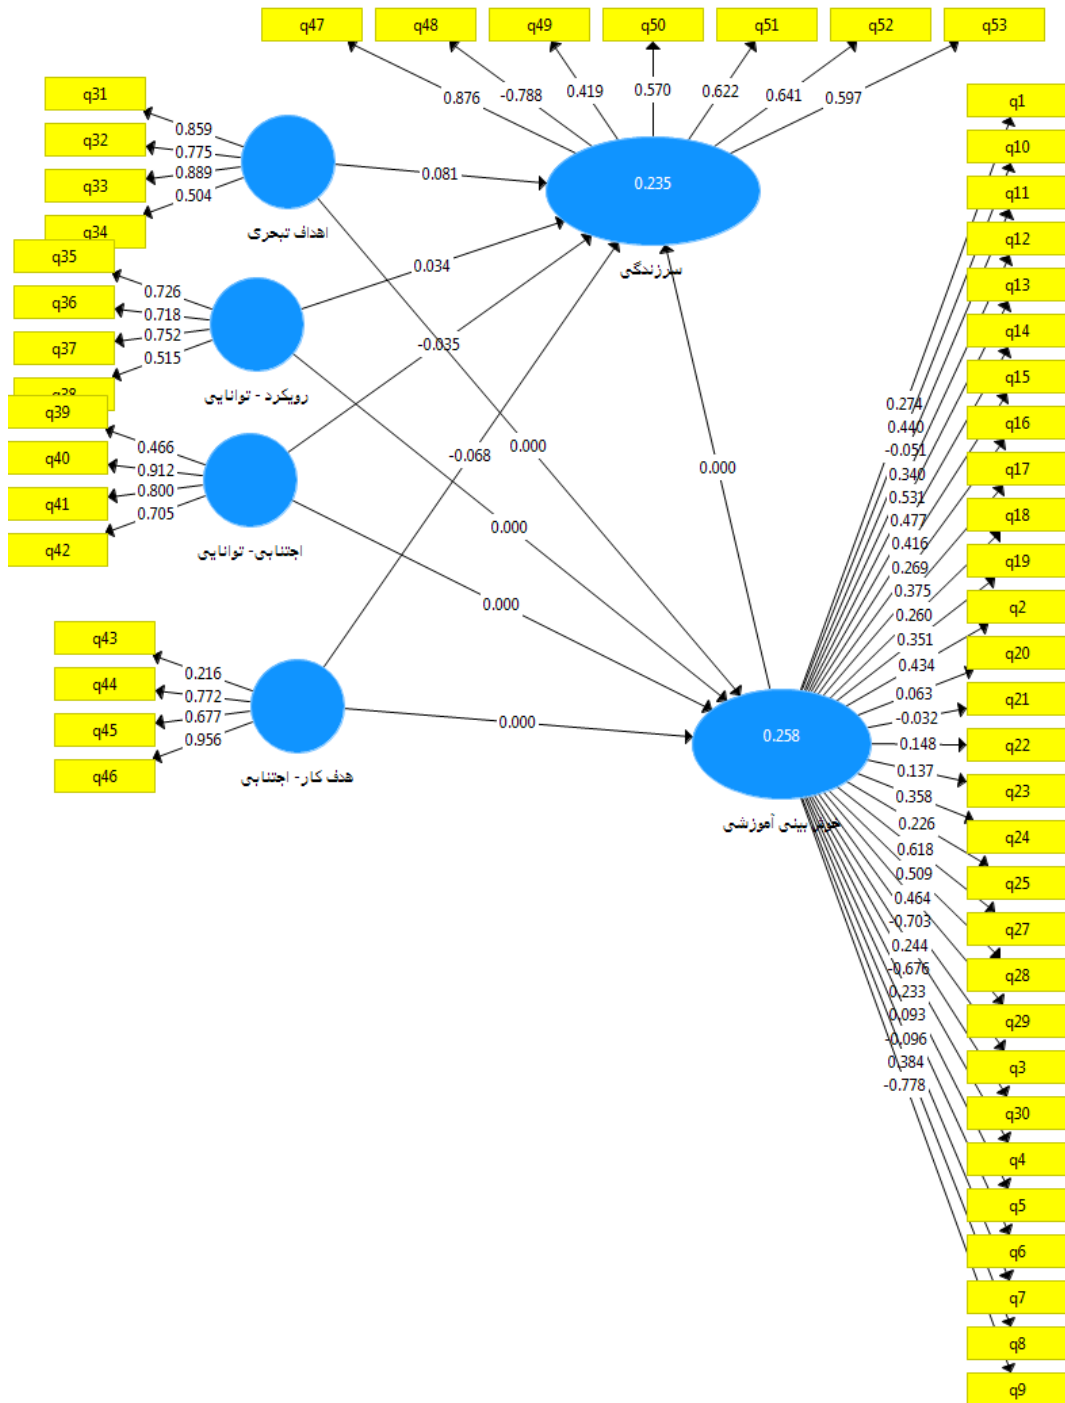 q47 q48 q49 q50 q51 q52 q53
0.876 -0.788 0.419 0.570 0.622 0.641 0.597
q31
q32
q33
q34
0.859
0.775
0.889
0.504
اهداف تبحری
0.081
0.235
سرزندگی
q35
q36
q37
q38
0.726
0.718
0.752
0.515
رویکرد - توانایی
0.034
q39
q40
q41
q42
0.466
0.912
0.800
0.705
اجتنابی- توانایی
-0.035
q43
q44
q45
q46
0.216
0.772
0.677
0.956
هدف کار- اجتنابی
-0.068
0.000
0.000
0.000
0.000
0.000
0.258
خوش بینی آموزشی
0.274
0.440
-0.051
0.340
0.531
0.477
0.416
0.269
0.375
0.260
0.351
0.434
0.063
-0.032
0.148
0.137
0.358
0.226
0.618
0.509
0.464
-0.703
0.244
-0.676
0.233
0.093
-0.096
0.384
-0.778
q1
q10
q11
q12
q13
q14
q15
q16
q17
q18
q19
q2
q20
q21
q22
q23
q24
q25
q27
q28
q29
q3
q30
q4
q5
q6
q7
q8
q9